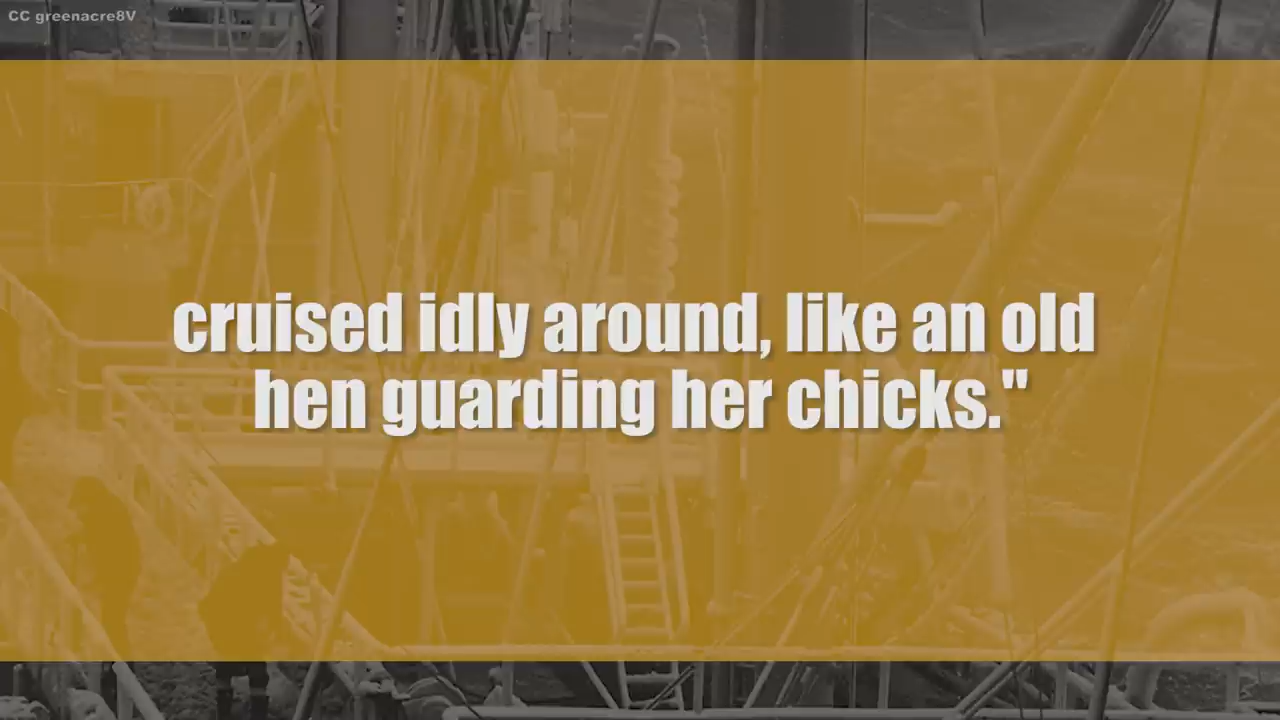 CC greenacre8V
cruised idly around, like an old
hen guarding her chicks."